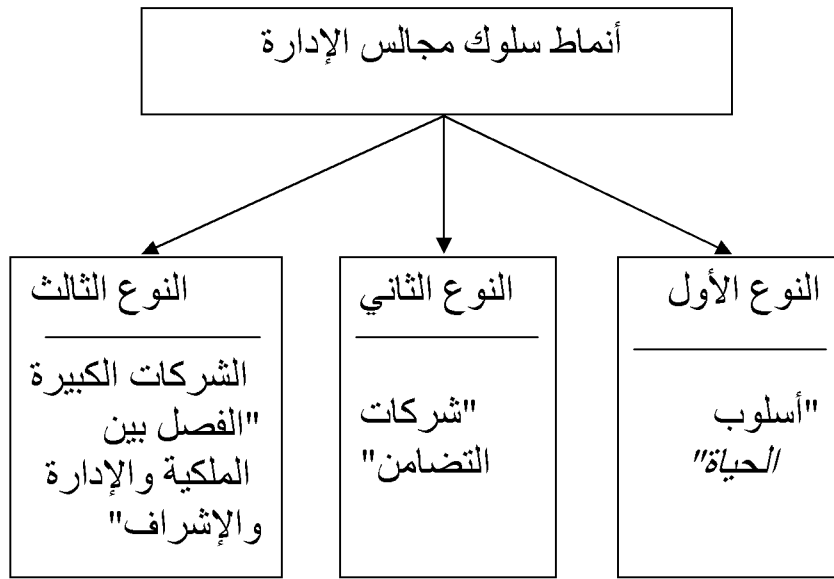 أنماط سلوك مجالس الإدارة
النوع الأول
"أسلوب
الحياة"
النوع الثاني
"شركات
التضامن"
النوع الثالث
الشركات الكبيرة
"الفصل بين
الملكية والإدارة
والإشراف"